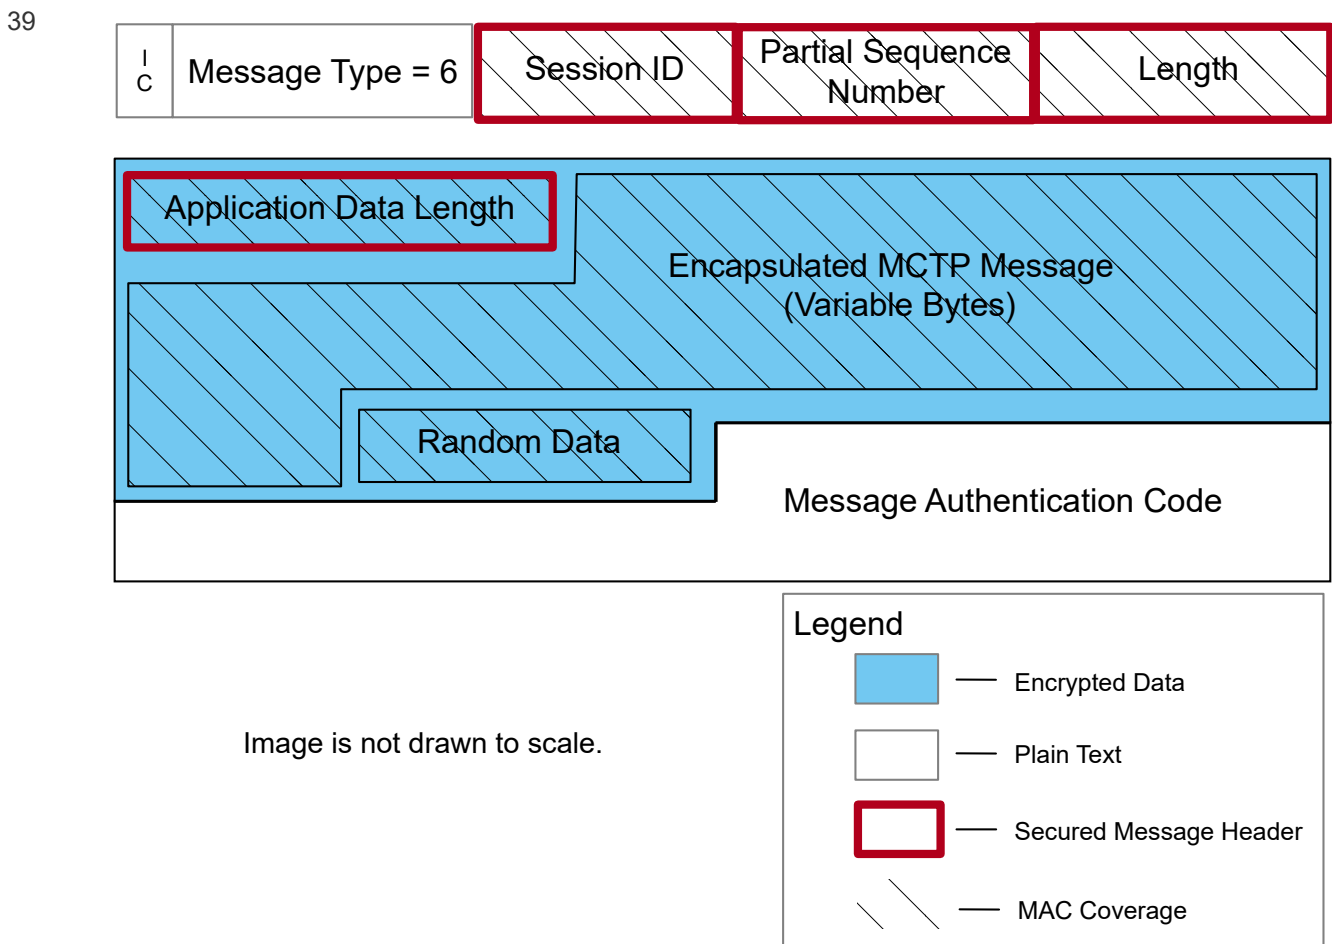 39
I
C
Message Type = 6
Session ID
Partial Sequence
Number
Length
Application Data Length
Encapsulated MCTP Message
(Variable Bytes)
Random Data
Message Authentication Code
Legend
Encrypted Data
Image is not drawn to scale.
Plain Text
Secured Message Header
MAC Coverage